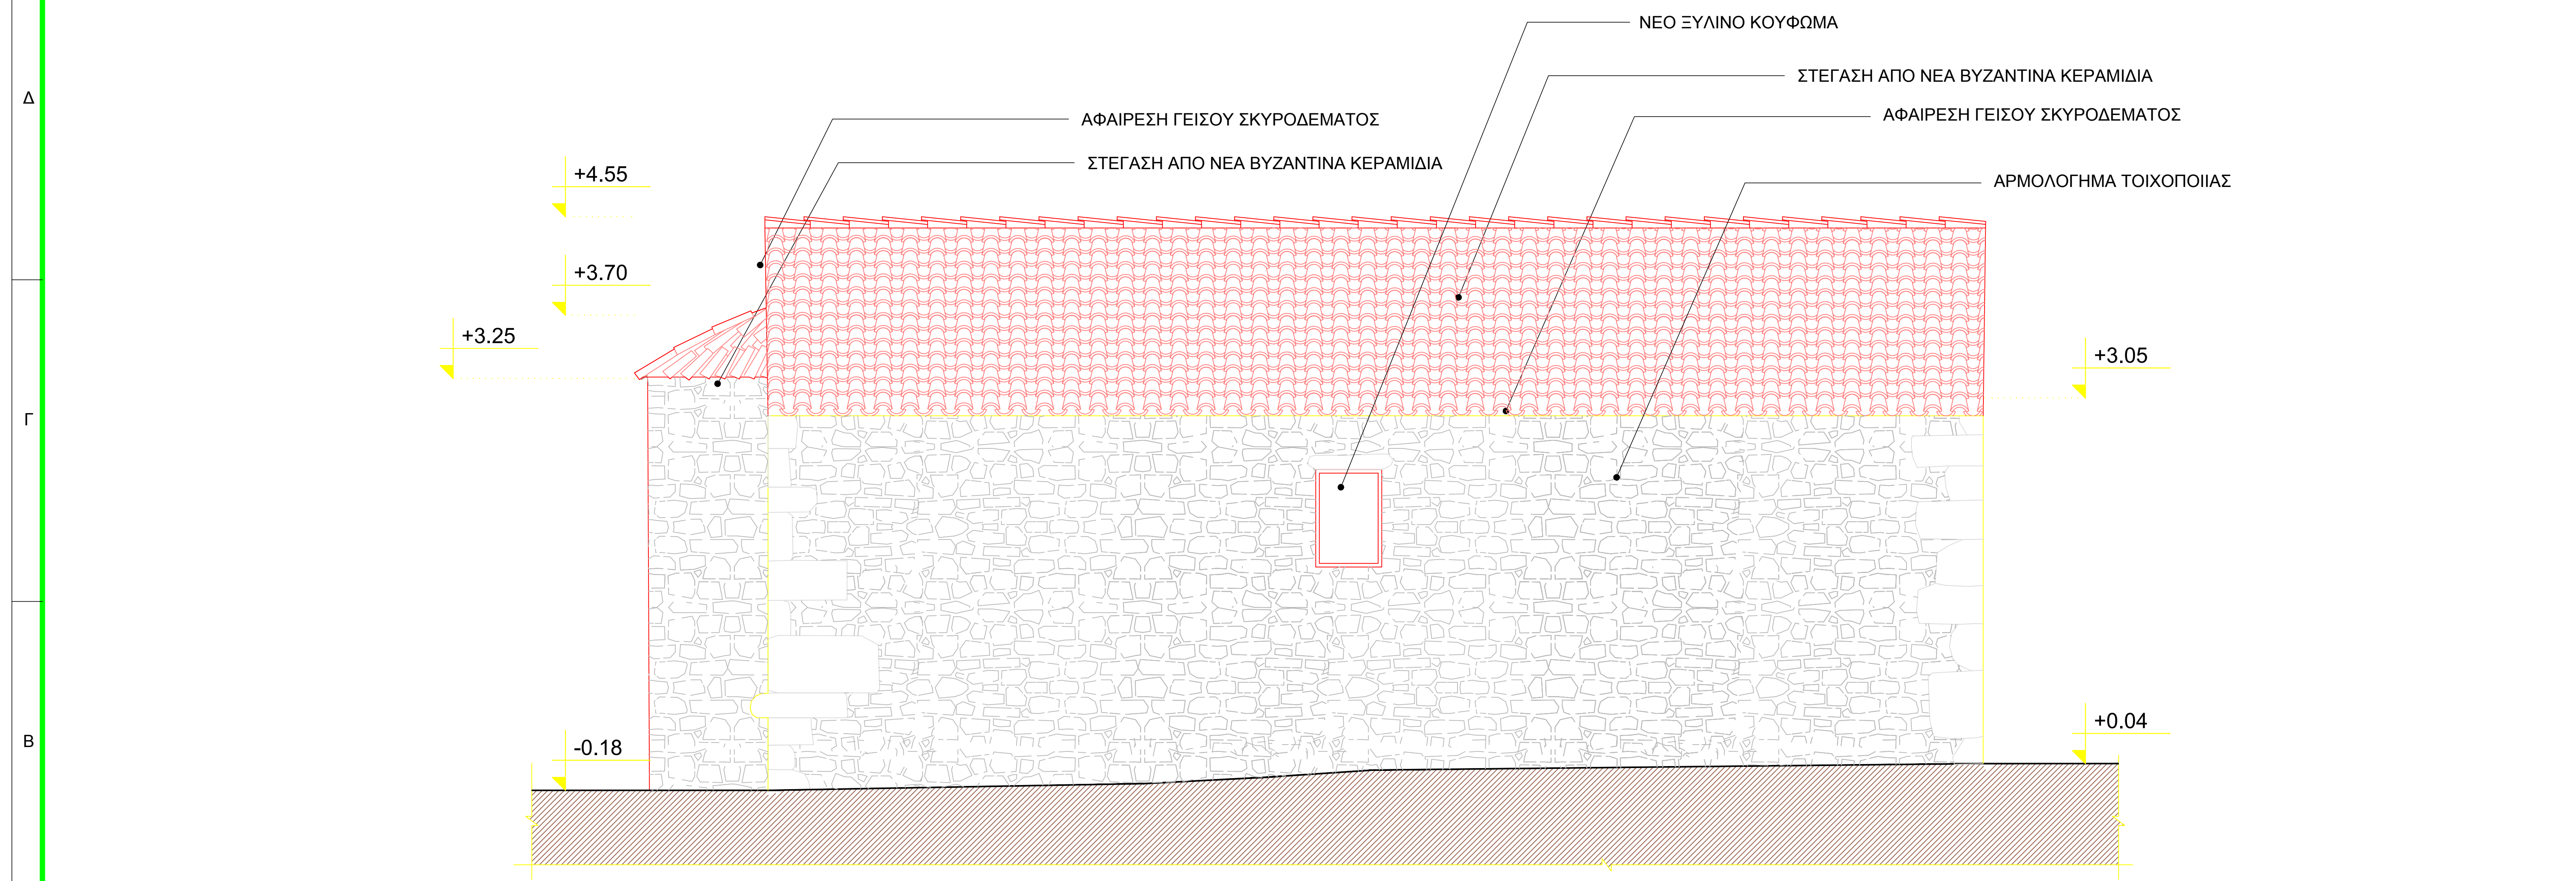 ΝΕΟ ΞΥΛΙΝΟ ΚΟΥΦΩΜΑ
ΣΤΕΓΑΣΗ ΑΠΟ ΝΕΑ ΒΥΖΑΝΤΙΝΑ ΚΕΡΑΜΙΔΙΑ
Δ
ΑΦΑΙΡΕΣΗ ΓΕΙΣΟΥ ΣΚΥΡΟΔΕΜΑΤΟΣ
ΑΦΑΙΡΕΣΗ ΓΕΙΣΟΥ ΣΚΥΡΟΔΕΜΑΤΟΣ
ΣΤΕΓΑΣΗ ΑΠΟ ΝΕΑ ΒΥΖΑΝΤΙΝΑ ΚΕΡΑΜΙΔΙΑ
+4.55
ΑΡΜΟΛΟΓΗΜΑ ΤΟΙΧΟΠΟΙΙΑΣ
+3.70
+3.25
+3.05
Γ
+0.04
Β
-0.18